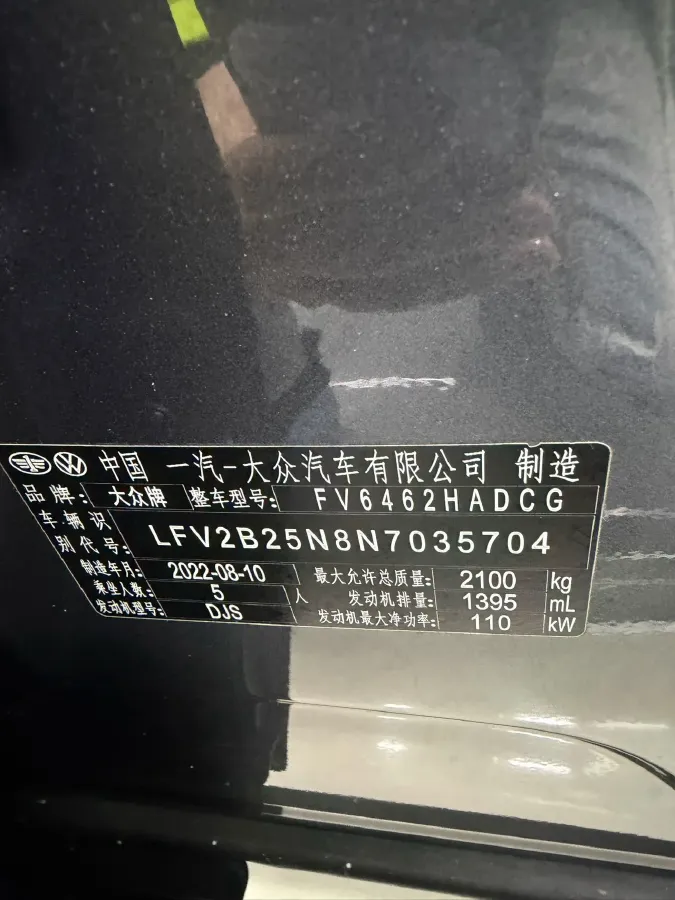 中国 一汽-大众汽车有限公司 制造
品牌: 大众牌 整车型号: FV6462HADCG
车辆识别代号: LFV2B25N8N7035704
制造年月: 2022-08-10 最大允许总质量: 2100 kg
乘坐人数: 5 人 发动机排量: 1395 mL
发动机型号: DJS 发动机最大净功率: 110 kW